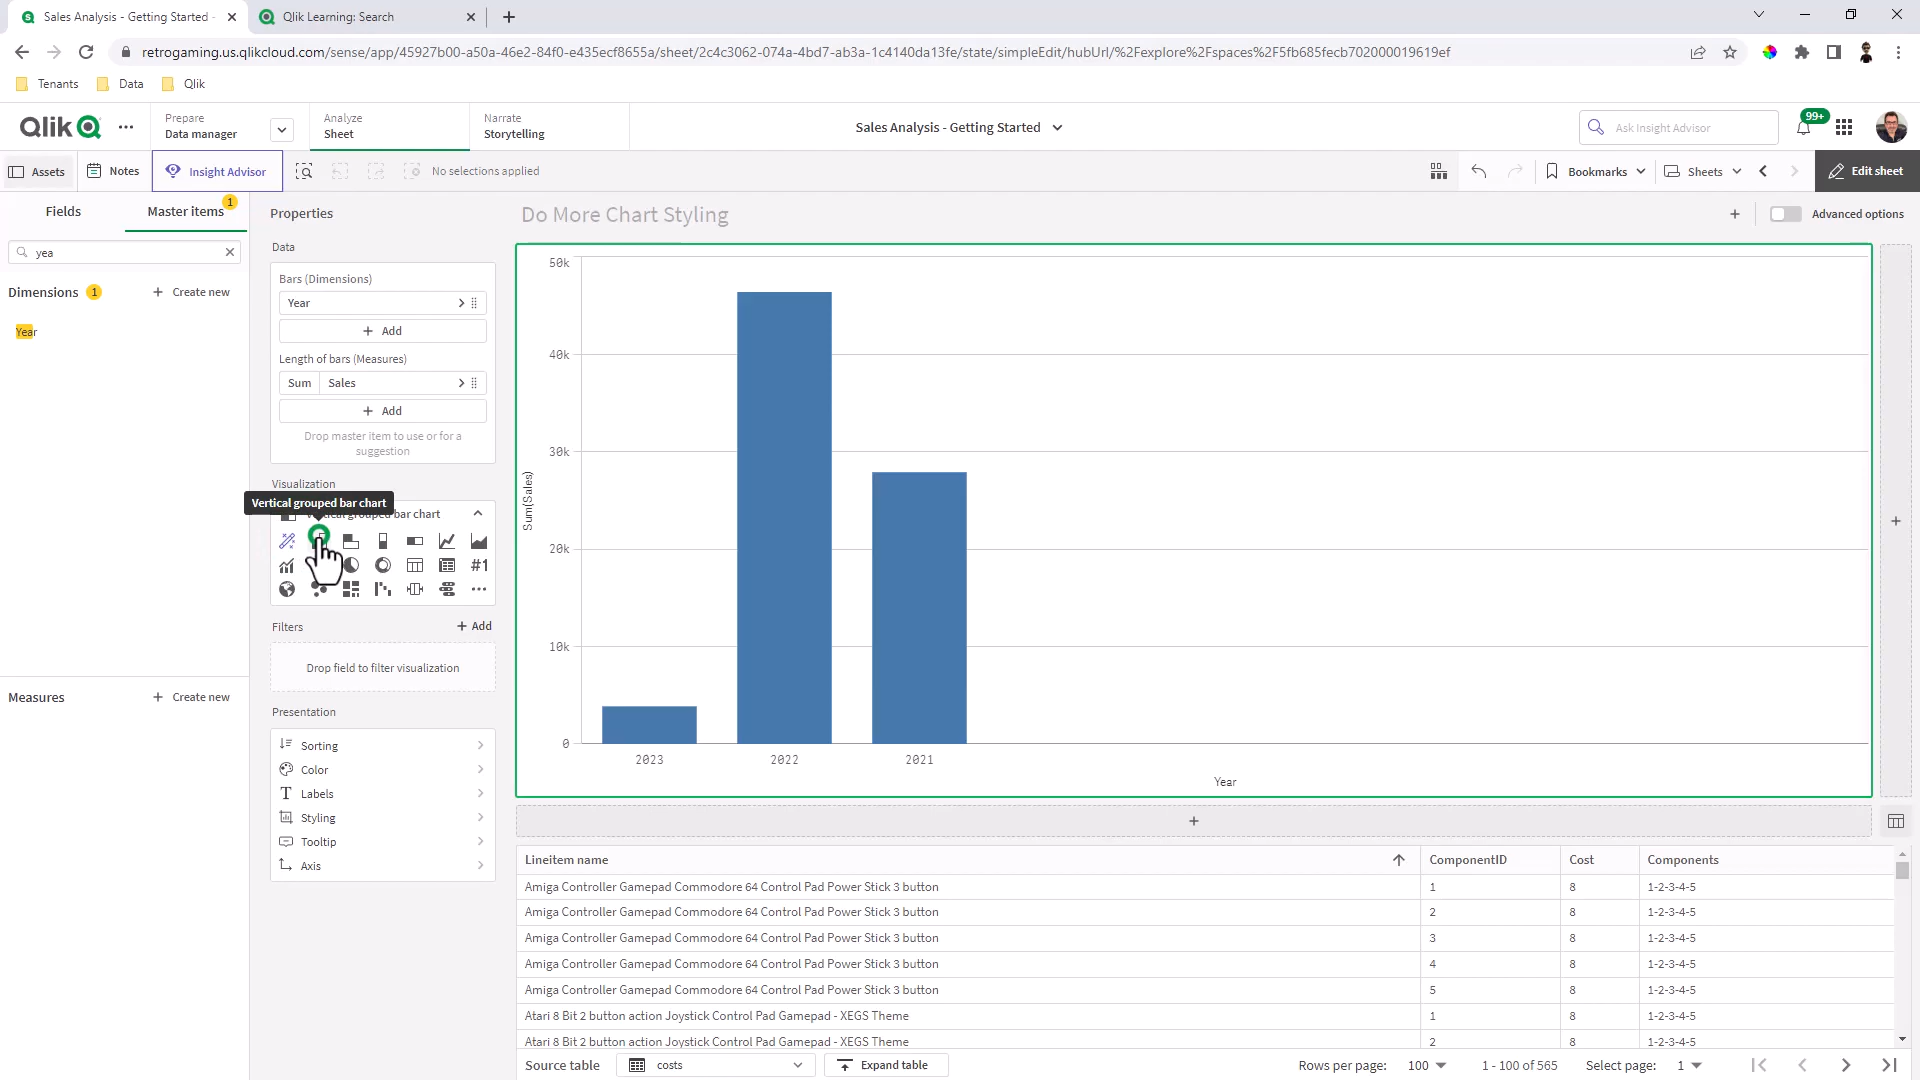 Sales Analysis - Getting Started -
Qlik Learning: Search
retrogaming.us.qlikcloud.com/sense/app/45927b00-a50a-46e2-84f0-e435ecf8655a/sheet/2c4c3062-074a-4bd7-ab3a-1c4140da13fe/state/simpleEdit/hubUrl/%2Fexplore%2Fspaces%2F5fb685fecb702000019619ef
Tenants Data Qlik
Qlik
Prepare
Data manager
Analyze
Sheet
Narrate
Storytelling
Sales Analysis - Getting Started
Ask Insight Advisor
99+
Assets Notes Insight Advisor No selections applied Bookmarks Sheets Edit sheet
Fields Master items 1
yea
Dimensions 1 + Create new
Year
Measures + Create new
Properties
Data
Bars (Dimensions)
Year
+ Add
Length of bars (Measures)
Sum Sales
+ Add
Drop master item to use or for a
suggestion
Visualization
Vertical grouped bar chart
Vertical grouped bar chart
#1
Filters + Add
Drop field to filter visualization
Presentation
Sorting
Color
Labels
Styling
Tooltip
Axis
Do More Chart Styling
+ Advanced options
50k
40k
30k
20k
10k
0
Sum(Sales)
2023 2022 2021
Year
Lineitem name ComponentID Cost Components
Amiga Controller Gamepad Commodore 64 Control Pad Power Stick 3 button 1 8 1-2-3-4-5
Amiga Controller Gamepad Commodore 64 Control Pad Power Stick 3 button 2 8 1-2-3-4-5
Amiga Controller Gamepad Commodore 64 Control Pad Power Stick 3 button 3 8 1-2-3-4-5
Amiga Controller Gamepad Commodore 64 Control Pad Power Stick 3 button 4 8 1-2-3-4-5
Amiga Controller Gamepad Commodore 64 Control Pad Power Stick 3 button 5 8 1-2-3-4-5
Atari 8 Bit 2 button action Joystick Control Pad Gamepad - XEGS Theme 1 8 1-2-3-4-5
Atari 8 Bit 2 button action Joystick Control Pad Gamepad - XEGS Theme 2 8 1-2-3-4-5
Source table costs Expand table Rows per page: 100 1 - 100 of 565 Select page: 1